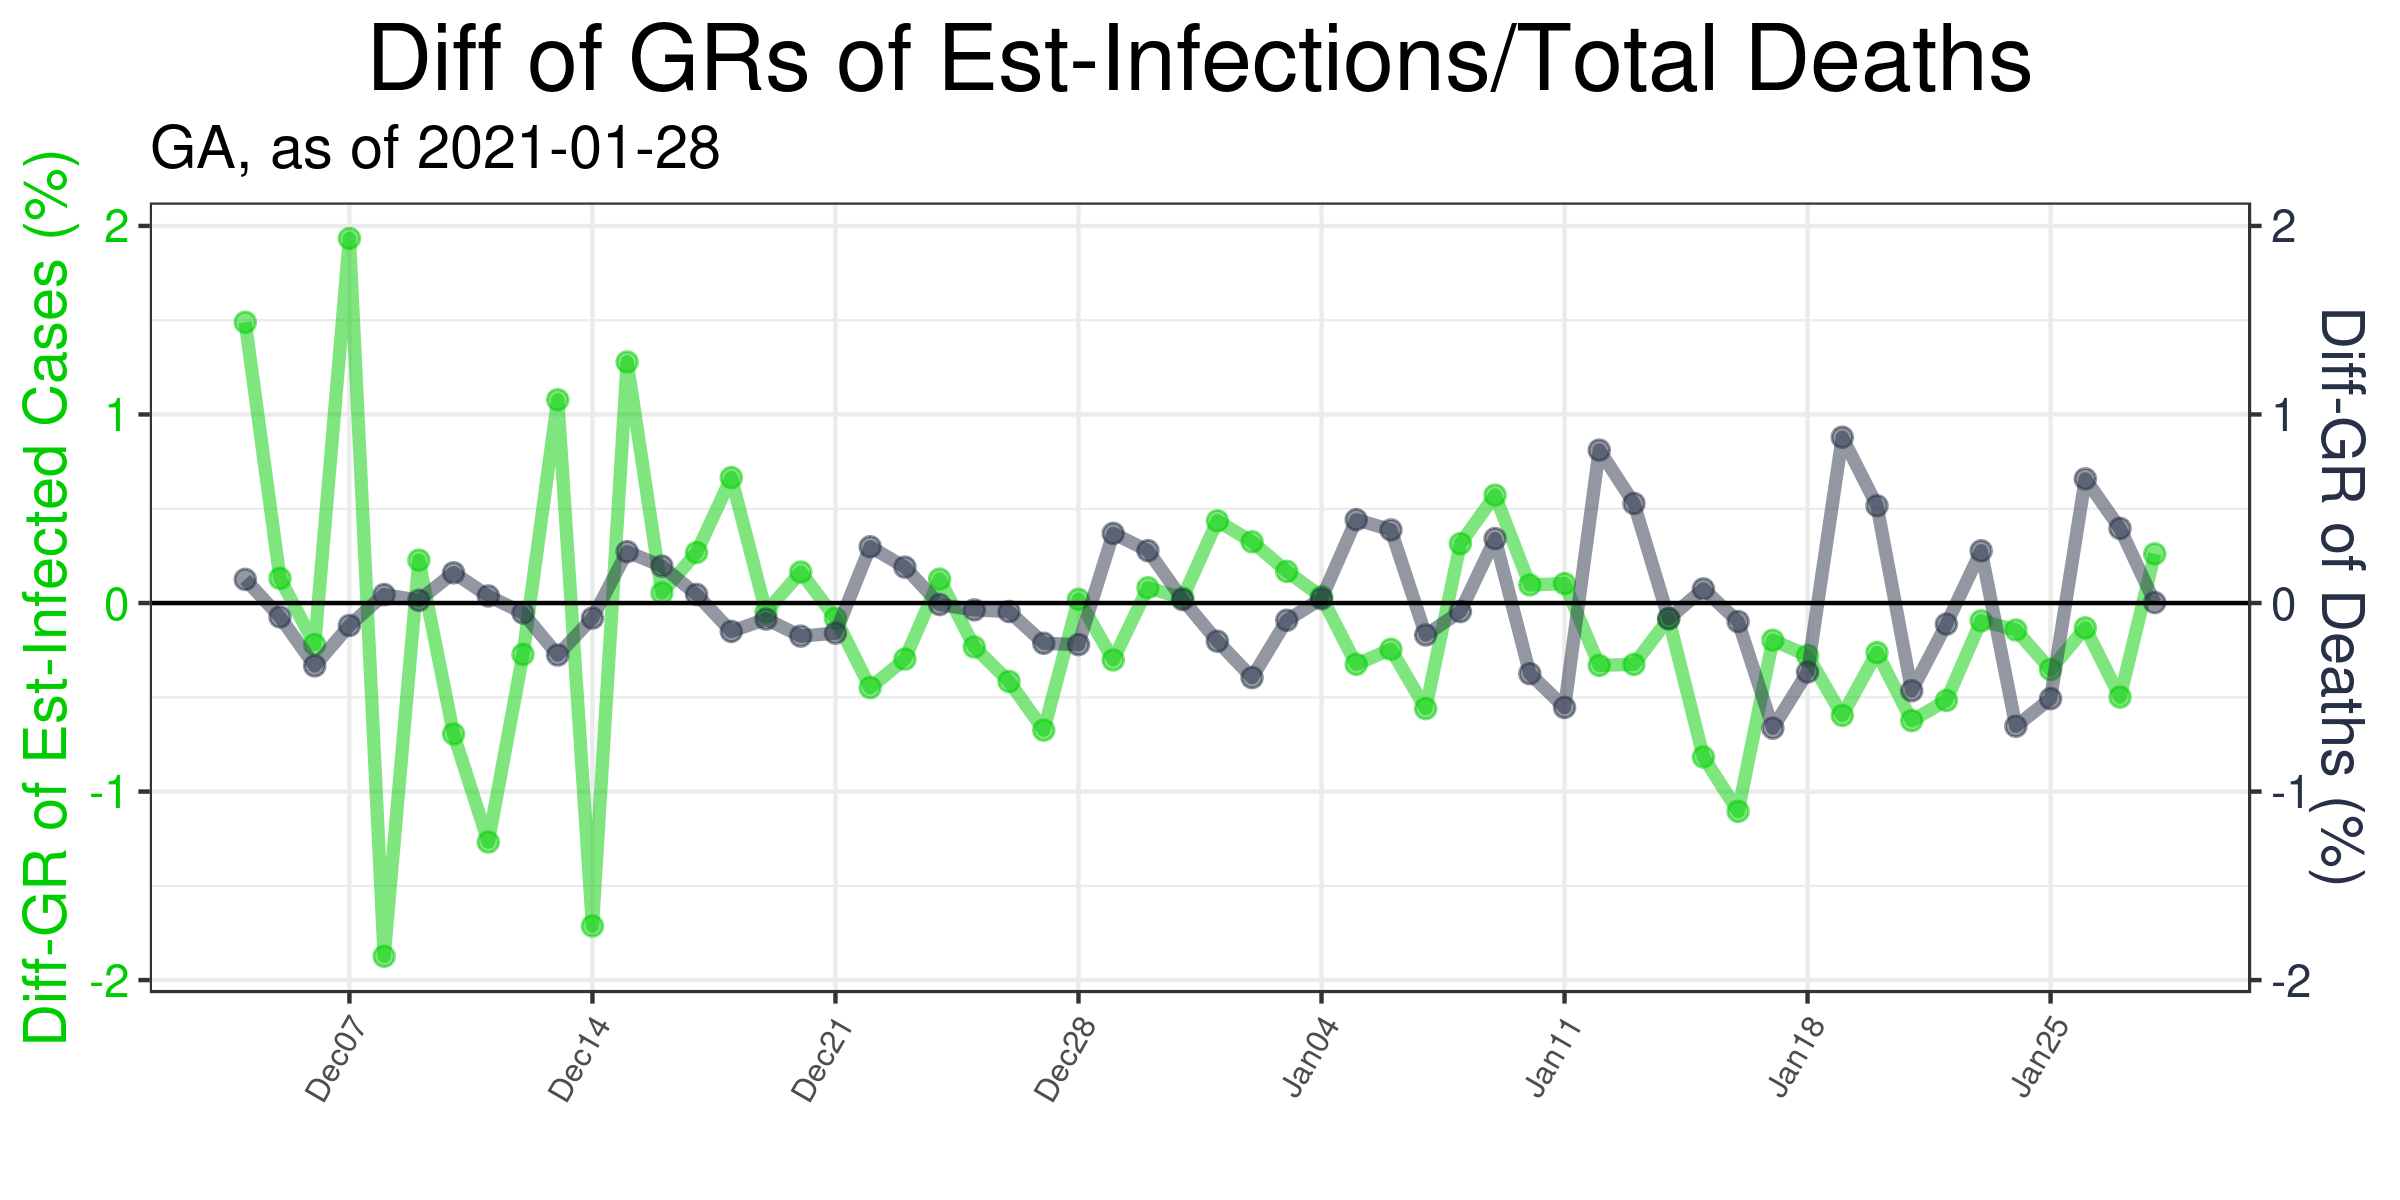 Diff of GRs of Est-Infections/Total Deaths
GA, as of 2021-01-28
Diff-GR of Est-Infected Cases (%)
2
1
0
-1
-2
2
1
0
-1
-2
Diff-GR of Deaths (%)
Dec07
Dec14
Dec21
Dec28
Jan04
Jan11
Jan18
Jan25